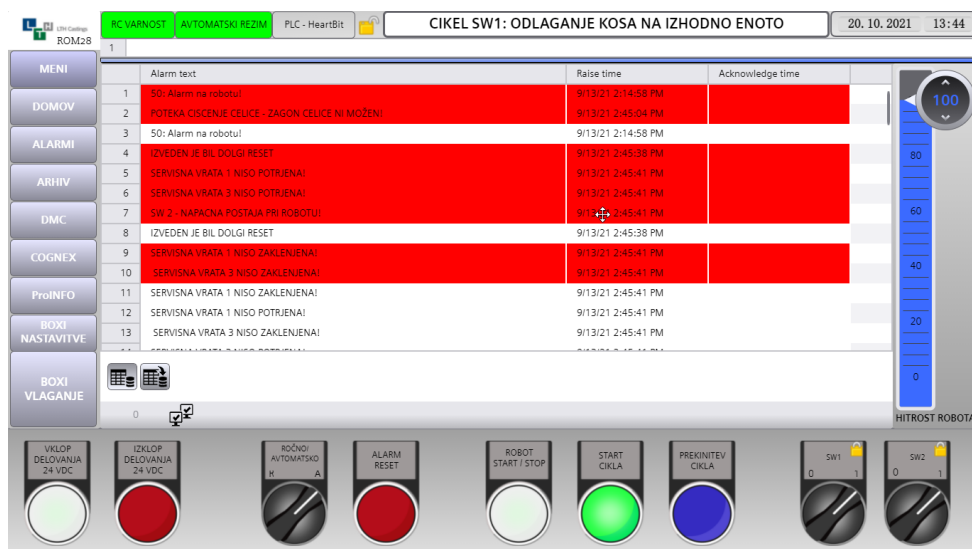 LTH Castings
ROM28
RC VARNOST
AVTOMATSKI REZIM
PLC - HeartBit
CIKEL SW1: ODLAGANJE KOSA NA IZHODNO ENOTO
20. 10. 2021 13:44
1
MENI
DOMOV
ALARMI
ARHIV
DMC
COGNEX
ProINFO
BOXI
NASTAVITVE
BOXI
VLAGANJE
Alarm text Raise time Acknowledge time
1 50: Alarm na robotu! 9/13/21 2:14:58 PM
2 POTEKA CISCENJE CELICE - ZAGON CELICE NI MOŽEN! 9/13/21 2:45:04 PM
3 50: Alarm na robotu! 9/13/21 2:14:58 PM
4 IZVEDEN JE BIL DOLGI RESET 9/13/21 2:45:38 PM
5 SERVISNA VRATA 1 NISO POTRJENA! 9/13/21 2:45:41 PM
6 SERVISNA VRATA 3 NISO POTRJENA! 9/13/21 2:45:41 PM
7 SW 2 - NAPACNA POSTAJA PRI ROBOTU! 9/13/21 2:45:41 PM
8 IZVEDEN JE BIL DOLGI RESET 9/13/21 2:45:38 PM
9 SERVISNA VRATA 1 NISO ZAKLENJENA! 9/13/21 2:45:41 PM
10 SERVISNA VRATA 3 NISO ZAKLENJENA! 9/13/21 2:45:41 PM
11 SERVISNA VRATA 1 NISO ZAKLENJENA! 9/13/21 2:45:41 PM
12 SERVISNA VRATA 1 NISO POTRJENA! 9/13/21 2:45:41 PM
13 SERVISNA VRATA 3 NISO ZAKLENJENA! 9/13/21 2:45:41 PM
0
100
80
60
40
20
0
HITROST ROBOTA
VKLOP
DELOVANJA
24 VDC
IZKLOP
DELOVANJA
24 VDC
ROČNO/
AVTOMATSKO
R A
ALARM
RESET
ROBOT
START / STOP
START
CIKLA
PREKINITEV
CIKLA
SW1
0 1
SW2
0 1